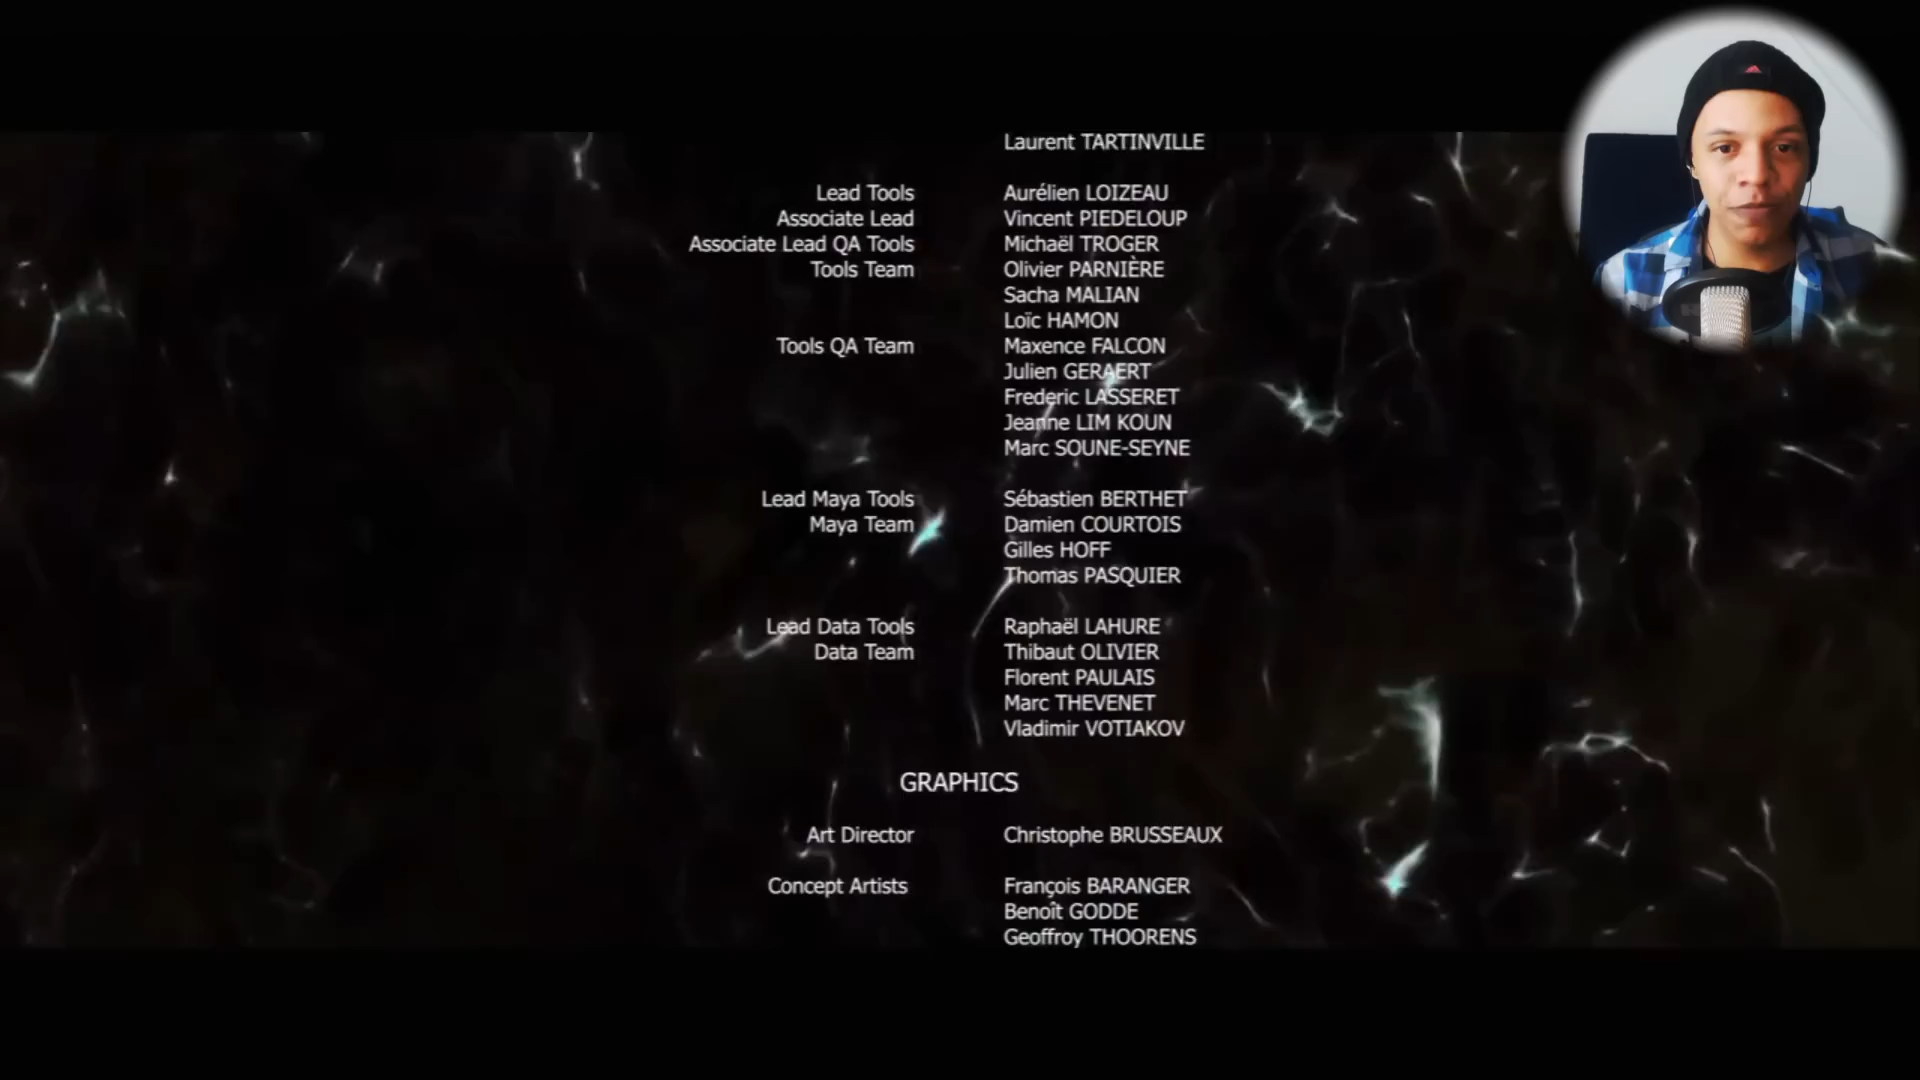 Laurent TARTINVILLE
Lead Tools Aurélien LOIZEAU
Associate Lead Vincent PIEDELOUP
Associate Lead QA Tools Michaël TROGER
Tools Team Olivier PARNIÈRE
Sacha MALIAN
Loïc HAMON
Tools QA Team Maxence FALCON
Julien GERAERT
Frederic LASSERET
Jeanne LIM KOUN
Marc SOUNE-SEYNE
Lead Maya Tools Sébastien BERTHET
Maya Team Damien COURTOIS
Gilles HOFF
Thomas PASQUIER
Lead Data Tools Raphaël LAHURE
Data Team Thibaut OLIVIER
Florent PAULAIS
Marc THEVENET
Vladimir VOTIAKOV
GRAPHICS
Art Director Christophe BRUSSEAUX
Concept Artists François BARANGER
Benoît GODDE
Geoffroy THOORENS